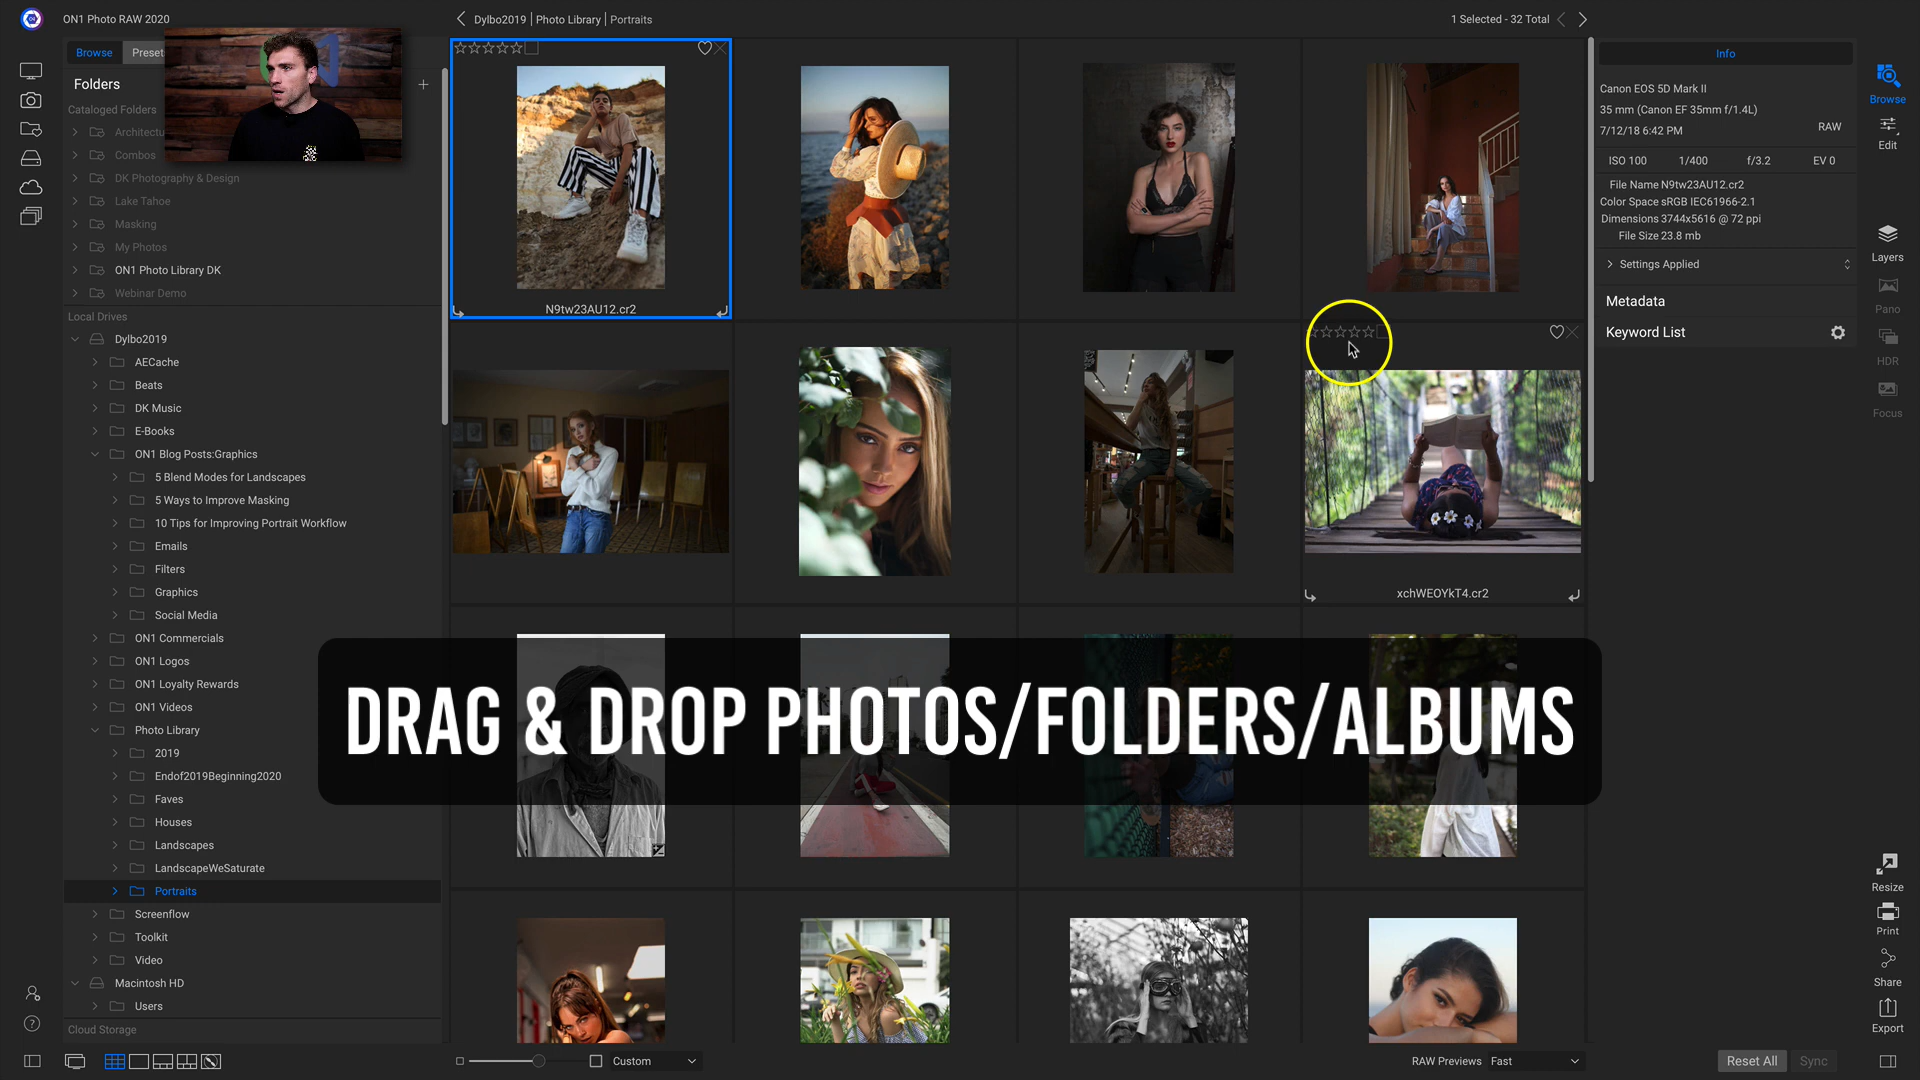 ON1 Photo RAW 2020
Dylbo2019 | Photo Library | Portraits
1 Selected - 32 Total
Browse
Folders
Cataloged Folders
Combos
DK Photography & Design
Lake Tahoe
Masking
My Photos
ON1 Photo Library DK
Webinar Demo
Local Drives
Dylbo2019
AECache
Beats
DK Music
E-Books
ON1 Blog Posts:Graphics
5 Blend Modes for Landscapes
5 Ways to Improve Masking
10 Tips for Improving Portrait Workflow
Emails
Filters
Graphics
Social Media
ON1 Commercials
ON1 Logos
ON1 Loyalty Rewards
ON1 Videos
Photo Library
2019
Endof2019Beginning2020
Faves
Houses
Landscapes
LandscapeWeSaturate
Portraits
Screenflow
Toolkit
Video
Macintosh HD
Users
Cloud Storage
N9tw23AU12.cr2
xchWEOYkT4.cr2
DRAG & DROP PHOTOS/FOLDERS/ALBUMS
Custom
RAW Previews Fast
Reset All
Sync
Info
Canon EOS 5D Mark II
35 mm (Canon EF 35mm f/1.4L)
7/12/18 6:42 PM
RAW
ISO 100 1/400 f/3.2 EV 0
File Name N9tw23AU12.cr2
Color Space sRGB IEC61966-2.1
Dimensions 3744x5616 @ 72 ppi
File Size 23.8 mb
Settings Applied
Metadata
Keyword List
Browse
Edit
Layers
Pano
HDR
Focus
Resize
Print
Share
Export